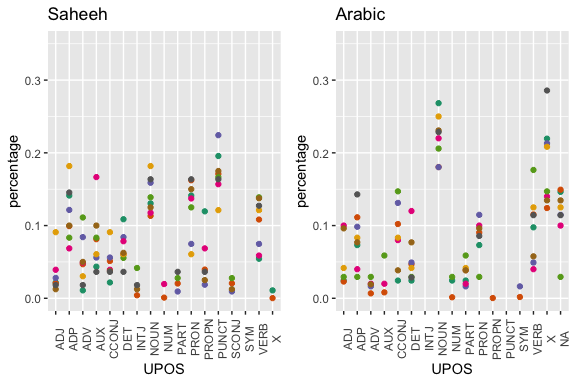 Saheeh
percentage
0.3
0.2
0.1
0.0
ADJ
ADP
ADV
AUX
CCONJ
DET
INTJ
NOUN
NUM
PART
PRON
PROPN
PUNCT
SCONJ
SYM
VERB
X
UPOS
Arabic
percentage
0.3
0.2
0.1
0.0
ADJ
ADP
ADV
AUX
CCONJ
DET
INTJ
NOUN
NUM
PART
PRON
PROPN
PUNCT
SYM
VERB
X
NA
UPOS